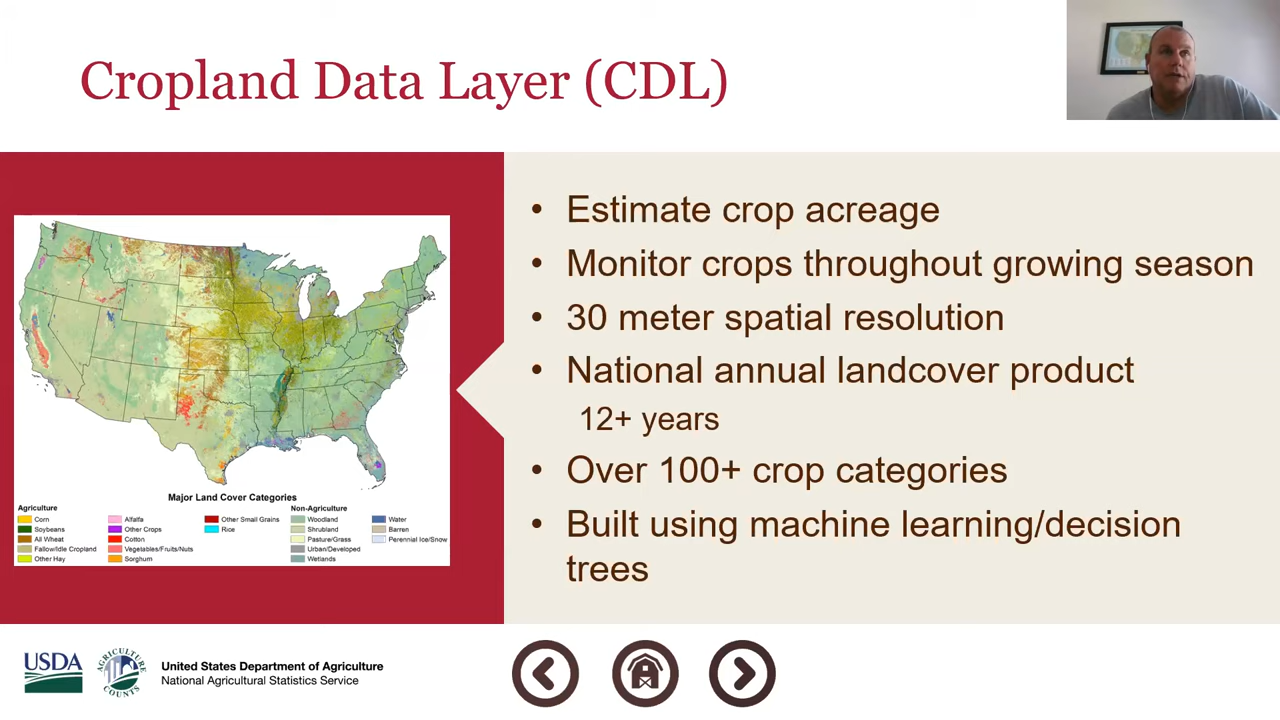 Cropland Data Layer (CDL)
Major Land Cover Categories
Agriculture
Corn
Soybeans
All Wheat
Fallow/Idle Cropland
Other Hay
Alfalfa
Other Crops
Cotton
Vegetables/Fruits/Nuts
Sorghum
Other Small Grains
Rice
Non-Agriculture
Woodland
Shrubland
Pasture/Grass
Urban/Developed
Wetlands
Water
Barren
Perennial Ice/Snow
• Estimate crop acreage
• Monitor crops throughout growing season
• 30 meter spatial resolution
• National annual landcover product
12+ years
• Over 100+ crop categories
• Built using machine learning/decision
trees
USDA
AGRICULTURE
COUNTS
United States Department of Agriculture
National Agricultural Statistics Service